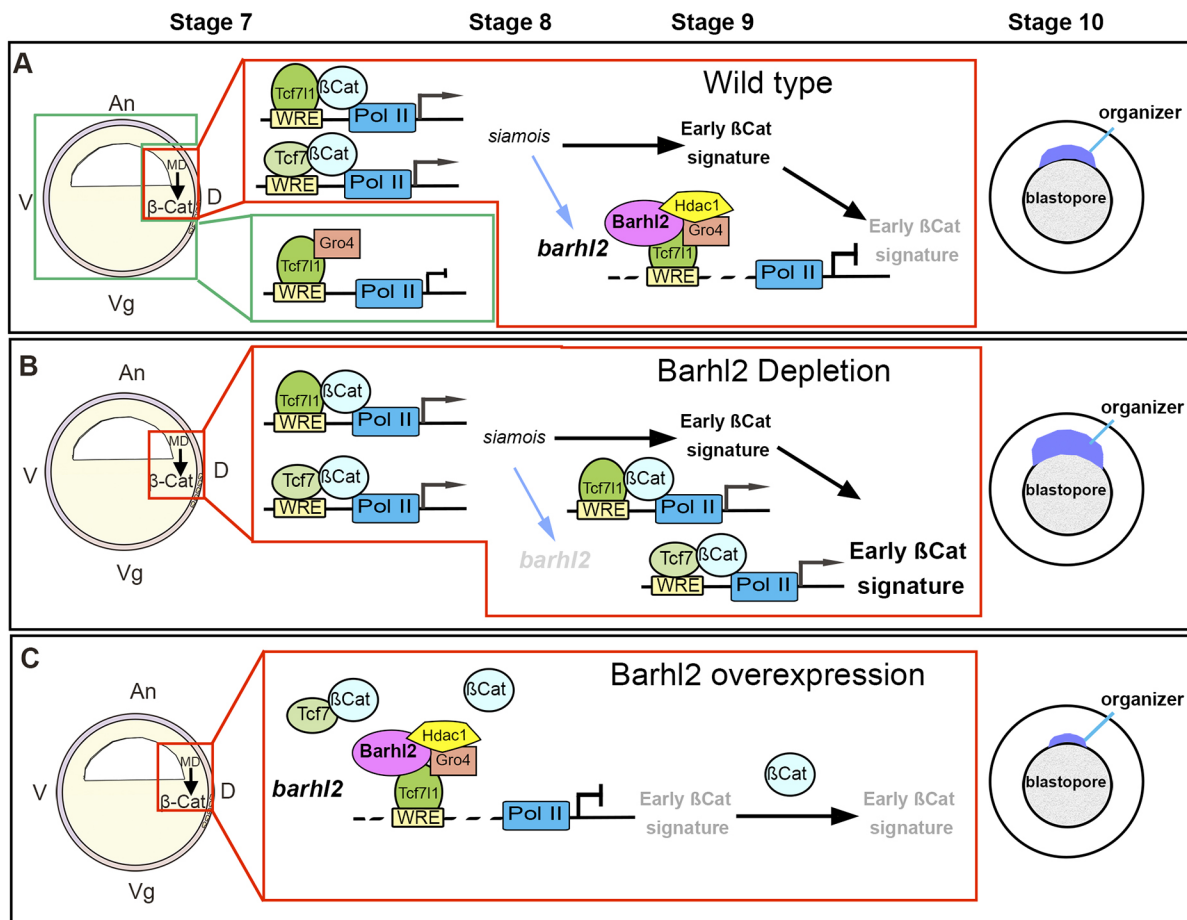 Stage 7
Stage 8
Stage 9
Stage 10
A
An
V
MD
β-Cat
D
Vg
Tcf7l1
ßCat
WRE
Pol II
Tcf7
ßCat
WRE
Pol II
Gro4
Tcf7l1
WRE
Pol II
Wild type
siamois
Early ßCat
signature
barhl2
Barhl2
Hdac1
Gro4
Tcf7l1
WRE
Pol II
Early ßCat
signature
organizer
blastopore
B
An
V
MD
β-Cat
D
Vg
Tcf7l1
ßCat
WRE
Pol II
Tcf7
ßCat
WRE
Pol II
Barhl2 Depletion
siamois
Early ßCat
signature
barhl2
Tcf7l1
ßCat
WRE
Pol II
Tcf7
ßCat
WRE
Pol II
Early ßCat
signature
organizer
blastopore
C
An
V
MD
β-Cat
D
Vg
Barhl2 overexpression
Tcf7
ßCat
ßCat
barhl2
Barhl2
Hdac1
Gro4
Tcf7l1
WRE
Pol II
Early ßCat
signature
ßCat
Early ßCat
signature
organizer
blastopore